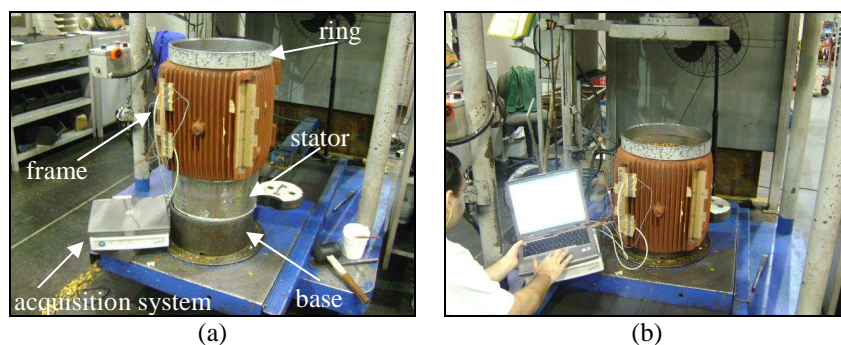 ring
stator
frame
acquisition system
base
(a)
(b)